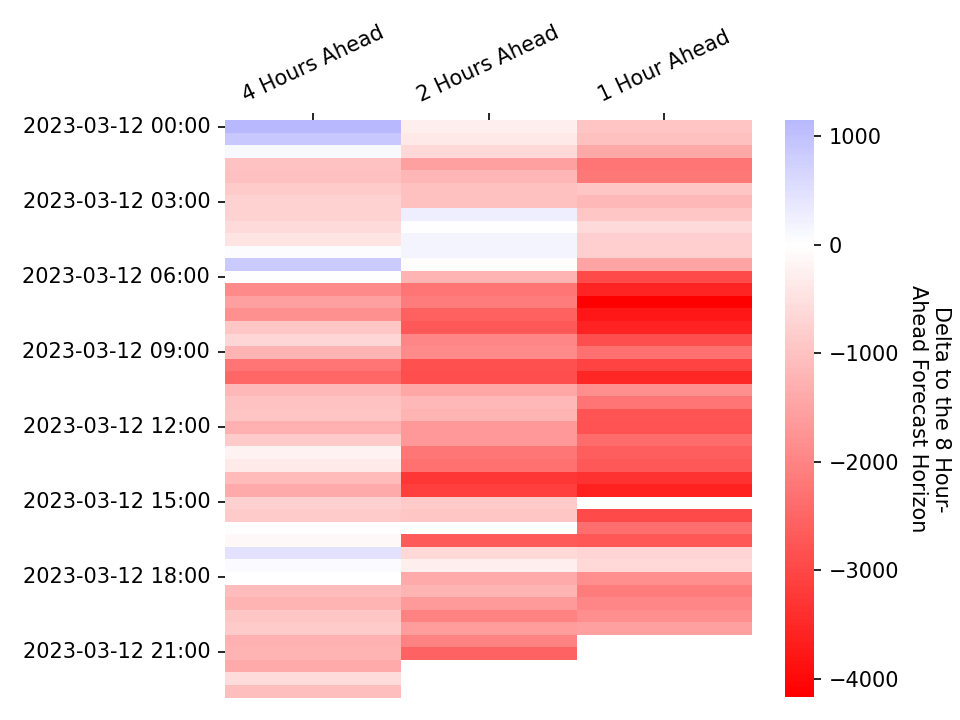 4 Hours Ahead
2 Hours Ahead
1 Hour Ahead
2023-03-12 00:00
2023-03-12 03:00
2023-03-12 06:00
2023-03-12 09:00
2023-03-12 12:00
2023-03-12 15:00
2023-03-12 18:00
2023-03-12 21:00
1000
0
−1000
−2000
−3000
−4000
Delta to the 8 Hour-
Ahead Forecast Horizon